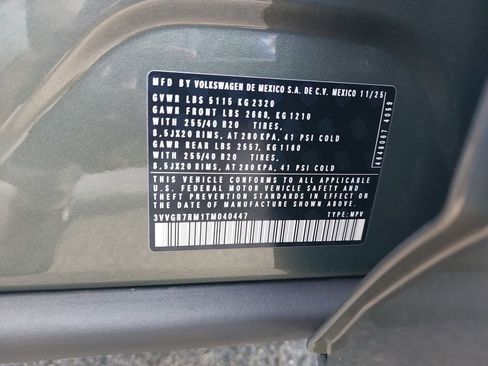 MFD BY VOLKSWAGEN DE MEXICO S.A. DE C.V. MEXICO 11/25
GVWR LBS 5115 KG 2320
GAWR FRONT LBS 2668, KG 1210
WITH 255/40 R20 TIRES,
8,5JX20 RIMS, AT 280 KPA, 41 PSI COLD
GAWR REAR LBS 2557, KG 1160
WITH 255/40 R20 TIRES,
8,5JX20 RIMS, AT 280 KPA, 41 PSI COLD
THIS VEHICLE CONFORMS TO ALL APPLICABLE
U.S. FEDERAL MOTOR VEHICLE SAFETY AND
THEFT PREVENTION STANDARDS IN EFFECT ON THE
DATE OF MANUFACTURE SHOWN ABOVE.
3VVGR7RM1TM040447 TYPE: MPV